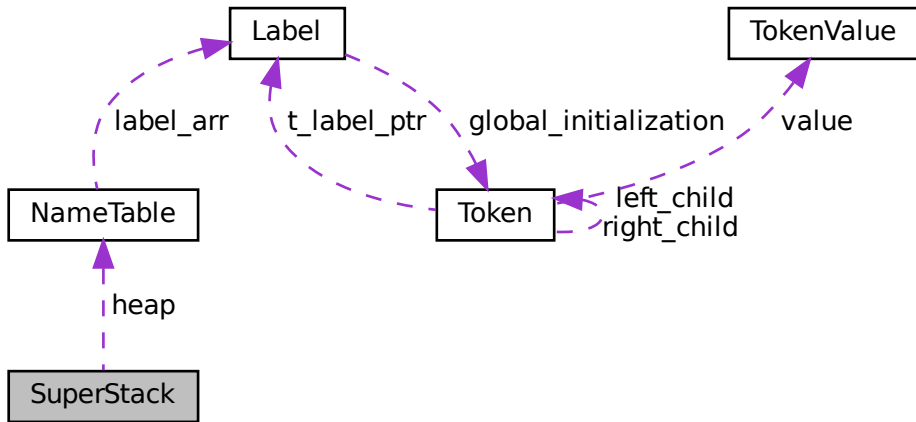 Label
TokenValue
label_arr
t_label_ptr
global_initialization
value
NameTable
Token
left_child
right_child
heap
SuperStack